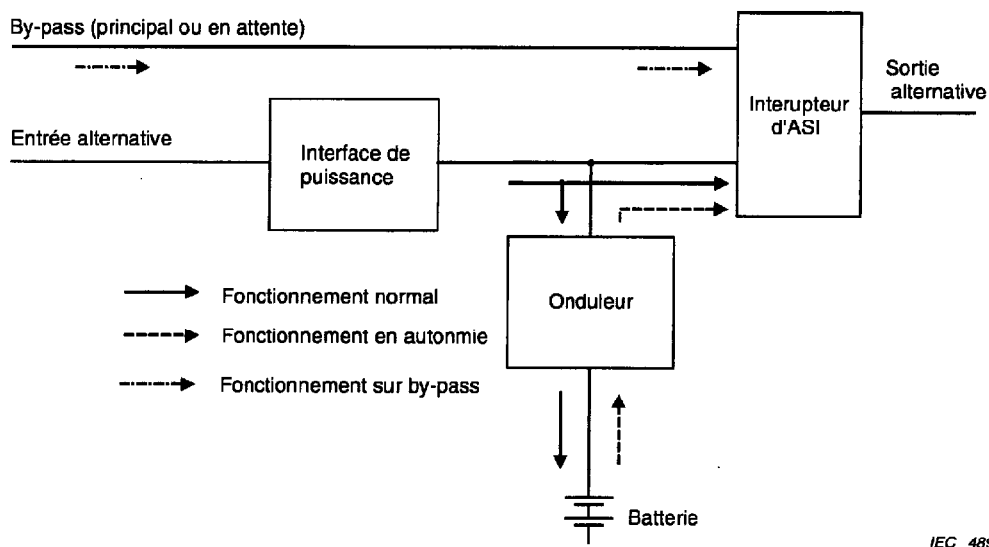 By-pass (principal ou en attente)
Sortie
alternative
Interupteur
d'ASI
Entrée alternative
Interface de
puissance
Onduleur
Fonctionnement normal
Fonctionnement en autonmie
Fonctionnement sur by-pass
Batterie
IEC 489